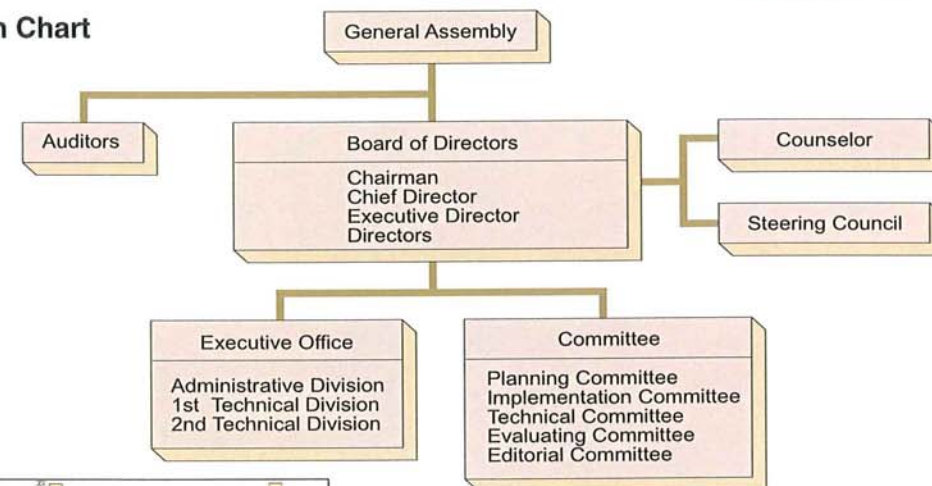 n Chart
General Assembly
Auditors
Board of Directors
Chairman
Chief Director
Executive Director
Directors
Counselor
Steering Council
Executive Office
Administrative Division
1st Technical Division
2nd Technical Division
Committee
Planning Committee
Implementation Committee
Technical Committee
Evaluating Committee
Editorial Committee